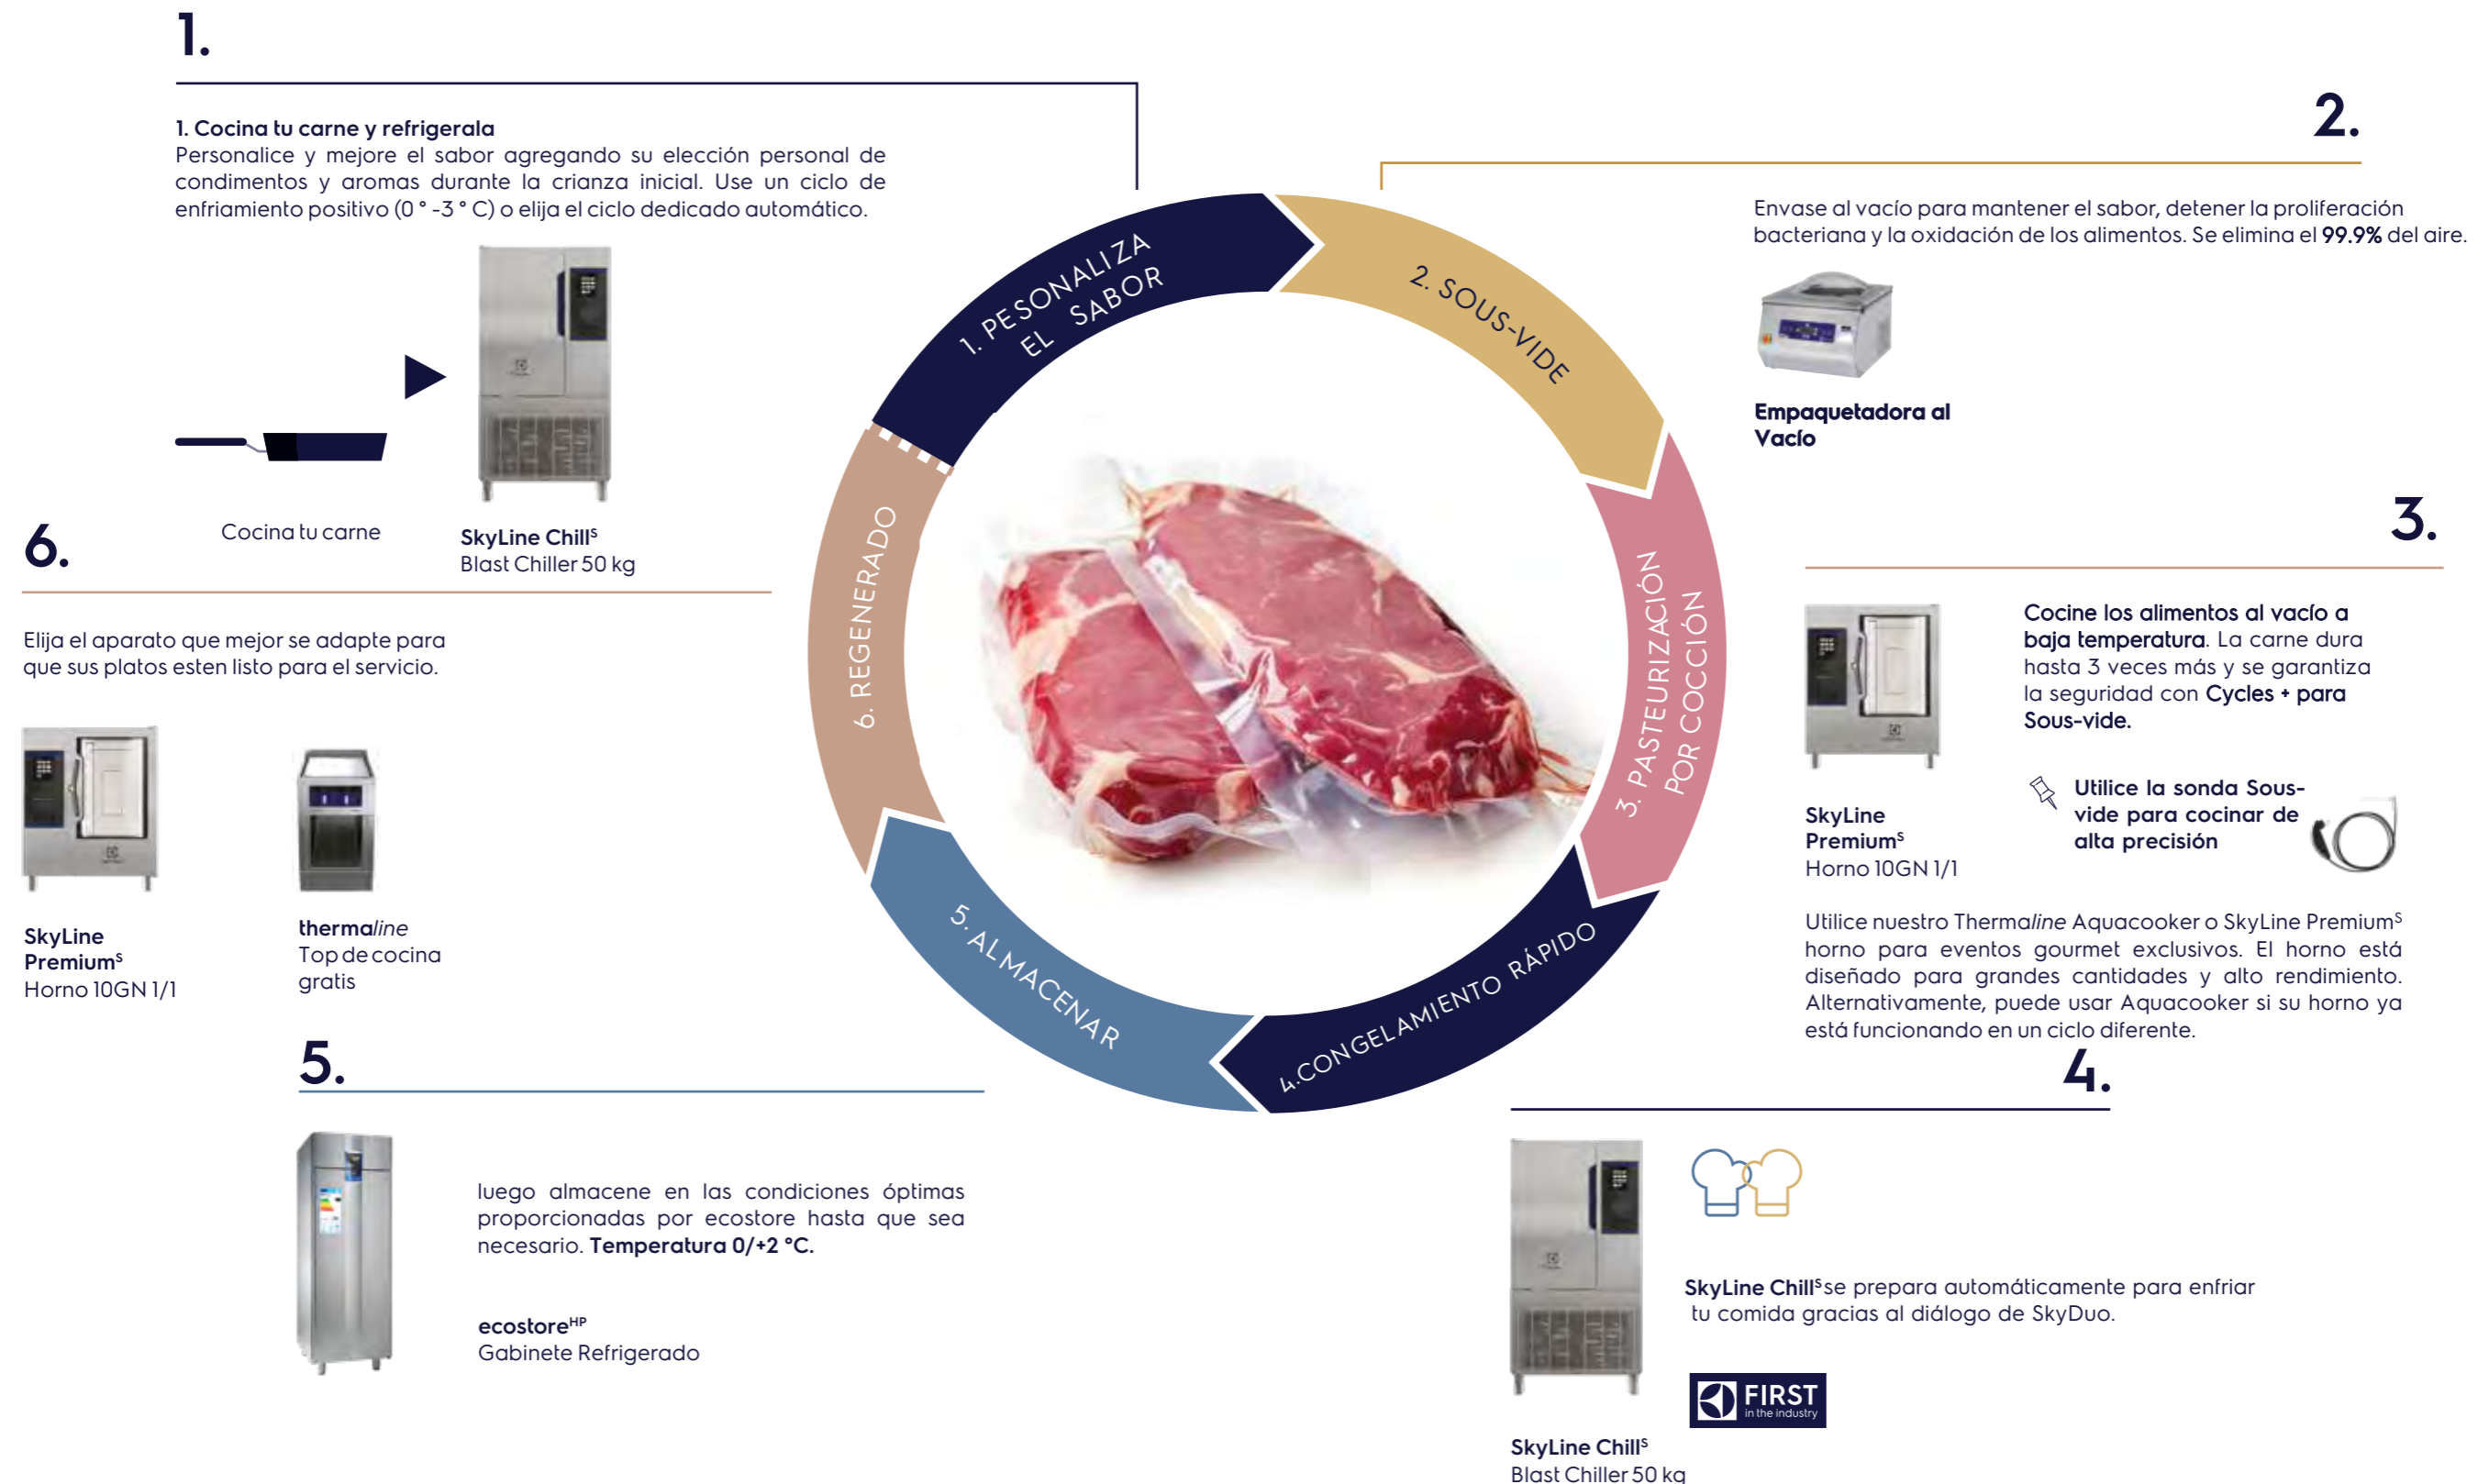 1.
1. Cocina tu carne y refrigerala
Personalice y mejore el sabor agregando su elección personal de
condimentos y aromas durante la crianza inicial. Use un ciclo de
enfriamiento positivo (0 ° -3 ° C) o elija el ciclo dedicado automático.
Cocina tu carne
SkyLine Chillˢ
Blast Chiller 50 kg
2.
Envase al vacío para mantener el sabor, detener la proliferación
bacteriana y la oxidación de los alimentos. Se elimina el 99.9% del aire.
Empaquetadora al
Vacío
1. PESONALIZA
EL SABOR
2. SOUS-VIDE
3. PASTEURIZACIÓN
POR COCCIÓN
4.CONGELAMIENTO RÁPIDO
5. ALMACENAR
6. REGENERADO
3.
Cocine los alimentos al vacío a
baja temperatura. La carne dura
hasta 3 veces más y se garantiza
la seguridad con Cycles + para
Sous-vide.
Utilice la sonda Sous-
vide para cocinar de
alta precisión
SkyLine
Premiumˢ
Horno 10GN 1/1
Utilice nuestro Thermaline Aquacooker o SkyLine Premiumˢ
horno para eventos gourmet exclusivos. El horno está
diseñado para grandes cantidades y alto rendimiento.
Alternativamente, puede usar Aquacooker si su horno ya
está funcionando en un ciclo diferente.
4.
SkyLine Chillˢse prepara automáticamente para enfriar
tu comida gracias al diálogo de SkyDuo.
FIRST
in the industry
SkyLine Chillˢ
Blast Chiller 50 kg
5.
luego almacene en las condiciones óptimas
proporcionadas por ecostore hasta que sea
necesario. Temperatura 0/+2 °C.
ecostoreᴴᴾ
Gabinete Refrigerado
6.
Elija el aparato que mejor se adapte para
que sus platos esten listo para el servicio.
SkyLine
Premiumˢ
Horno 10GN 1/1
thermaline
Top de cocina
gratis